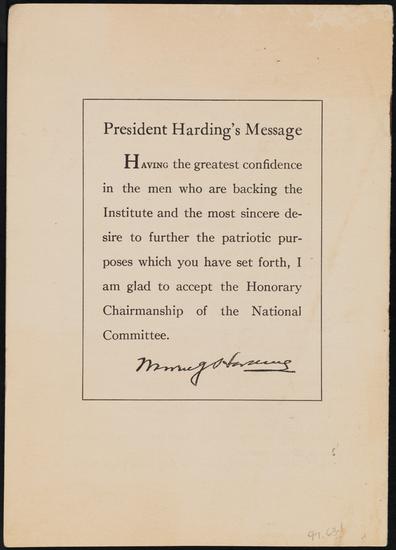 President Harding's Message
HAVING the greatest confidence
in the men who are backing the
Institute and the most sincere de-
sire to further the patriotic pur-
poses which you have set forth, I
am glad to accept the Honorary
Chairmanship of the National
Committee.
Warren G Harding